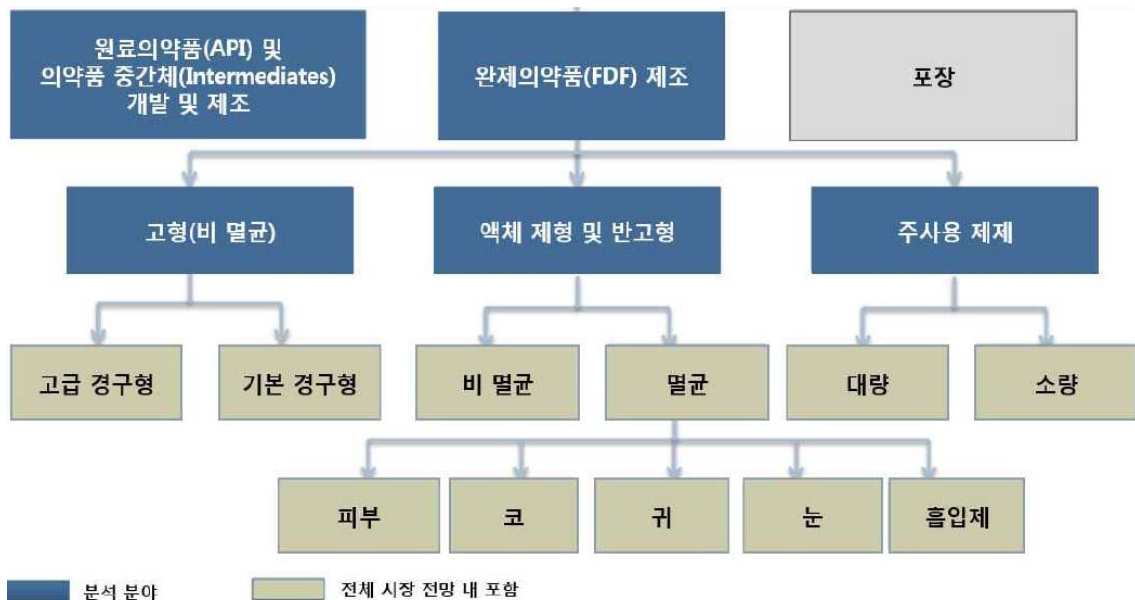 원료의약품(API) 및
의약품 중간체(Intermediates)
개발 및 제조
완제의약품(FDF) 제조
포장
고형(비 멸균)
액체 제형 및 반고형
주사용 제제
고급 경구형
기본 경구형
비 멸균
멸균
대량
소량
피부
코
귀
눈
흡입제
분석 분야
전체 시장 전망 내 포함